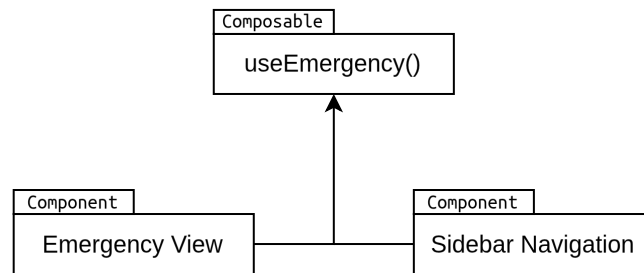 Composable
useEmergency()
Component
Emergency View
Component
Sidebar Navigation